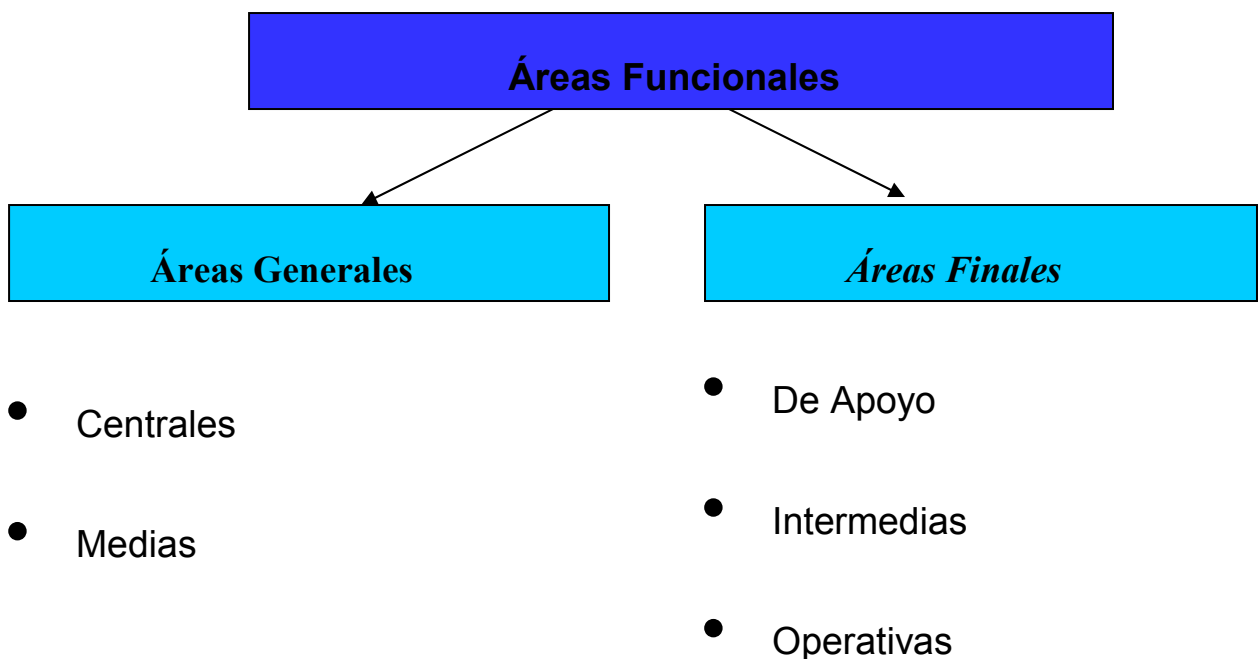 Áreas Funcionales
Áreas Generales
Centrales
Medias
Áreas Finales
De Apoyo
Intermedias
Operativas